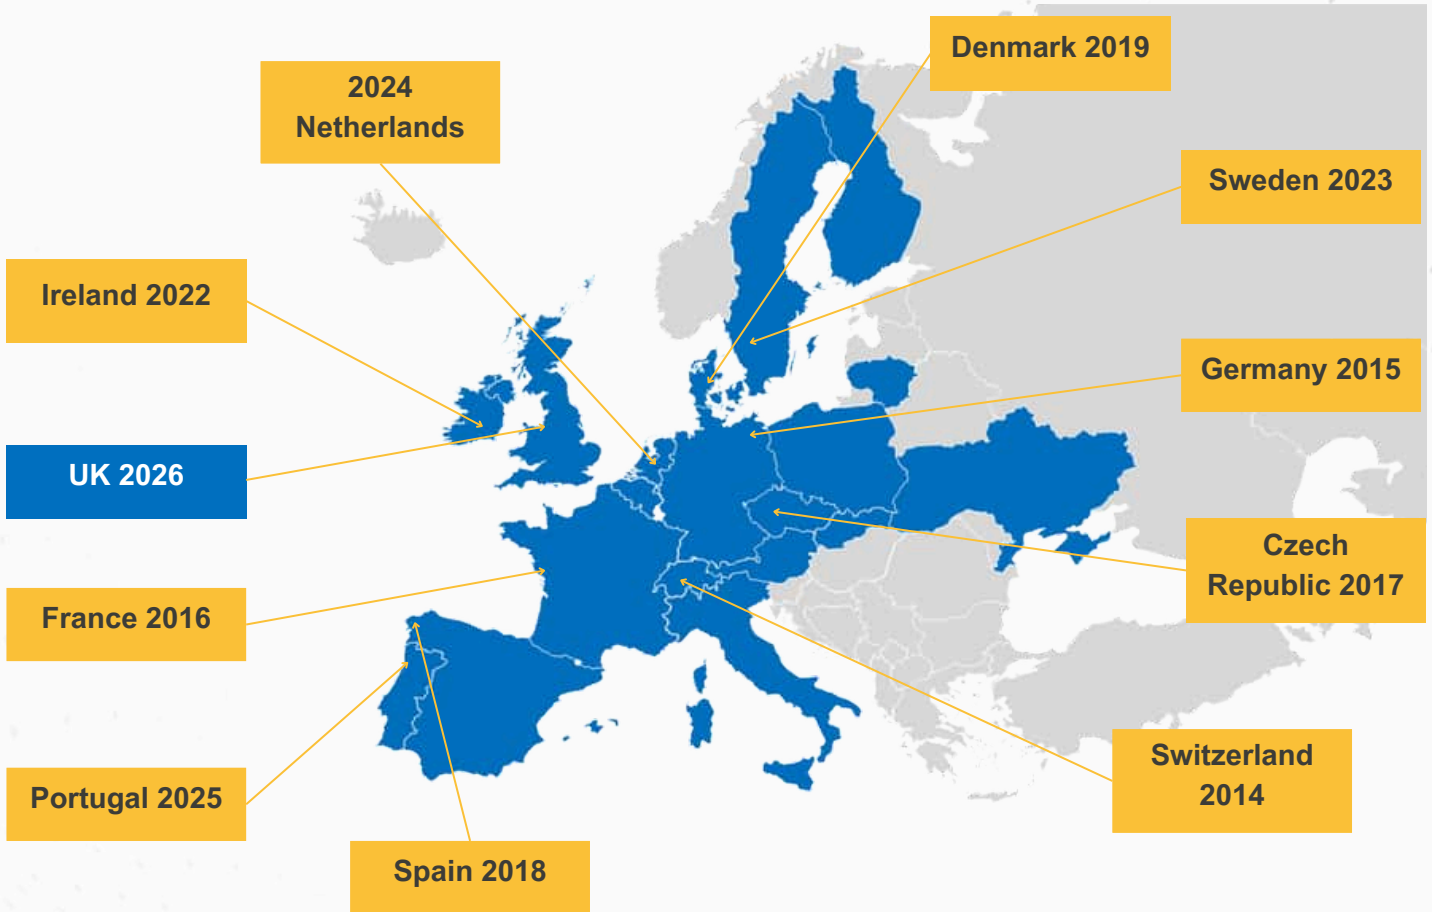 Denmark 2019
2024
Netherlands
Sweden 2023
Ireland 2022
Germany 2015
UK 2026
Czech
Republic 2017
France 2016
Switzerland
2014
Portugal 2025
Spain 2018